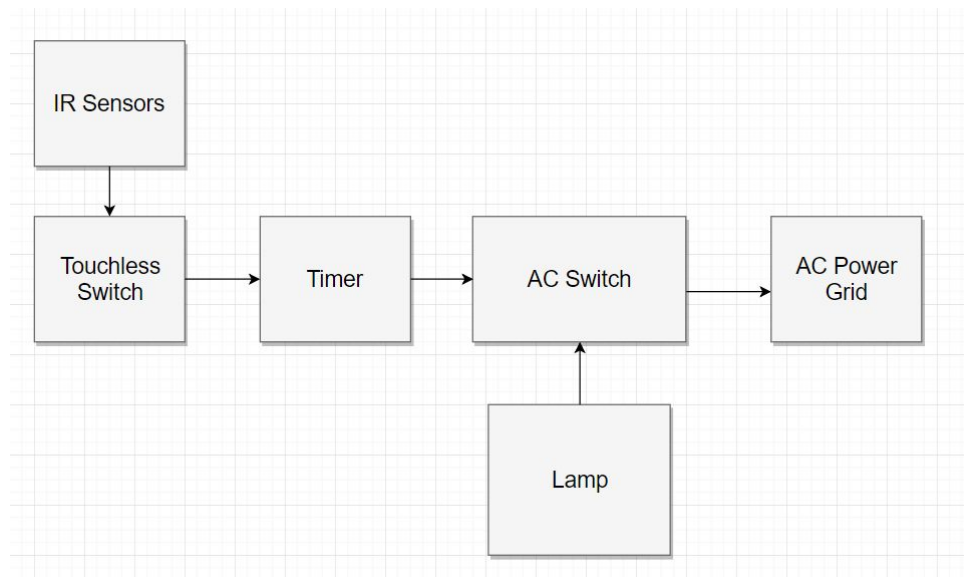 IR Sensors
Touchless
Switch
Timer
AC Switch
AC Power
Grid
Lamp